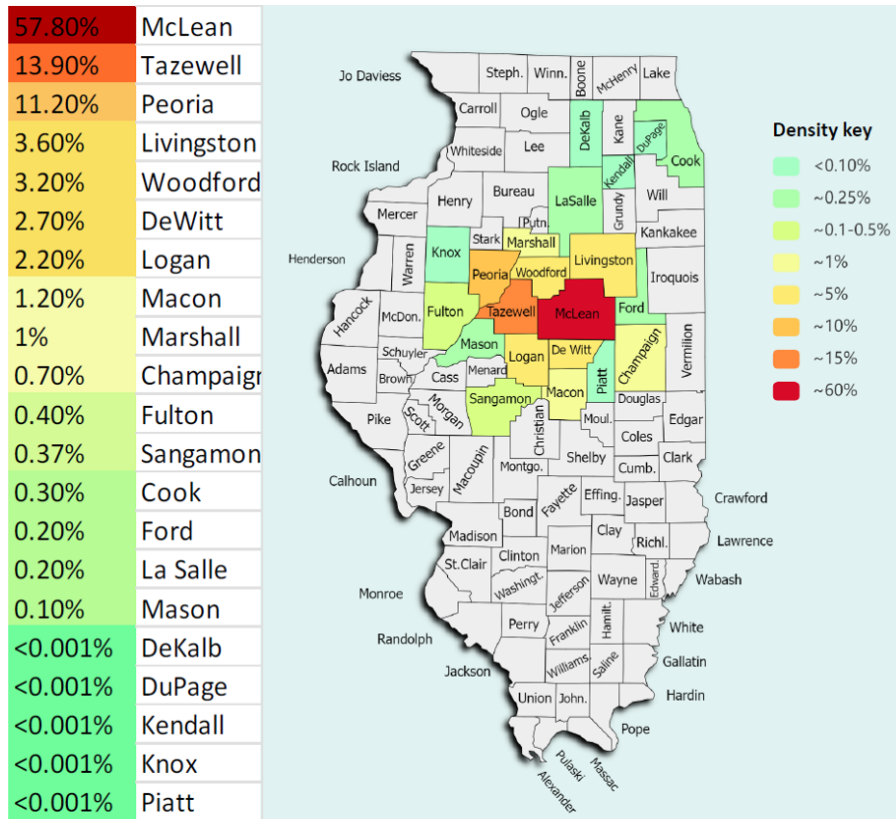 57.80% McLean
13.90% Tazewell
11.20% Peoria
3.60% Livingston
3.20% Woodford
2.70% DeWitt
2.20% Logan
1.20% Macon
1% Marshall
0.70% Champaign
0.40% Fulton
0.37% Sangamon
0.30% Cook
0.20% Ford
0.20% La Salle
0.10% Mason
<0.001% DeKalb
<0.001% DuPage
<0.001% Kendall
<0.001% Knox
<0.001% Piatt
Jo Daviess
Steph.
Winn.
Boone
McHenry
Lake
Carroll
Ogle
DeKalb
Kane
DuPage
Cook
Whiteside
Lee
Kendall
Rock Island
Bureau
LaSalle
Grundy
Will
Henry
Mercer
Putn.
Kankakee
Stark
Marshall
Henderson
Warren
Knox
Peoria
Woodford
Livingston
Iroquois
Hancock
McDon.
Fulton
Tazewell
McLean
Ford
Mason
Schuyler
Logan
De Witt
Piatt
Champaign
Vermilion
Adams
Brown
Cass
Menard
Macon
Douglas
Sangamon
Pike
Scott
Morgan
Christian
Moul.
Edgar
Coles
Greene
Macoupin
Shelby
Clark
Montgo.
Cumb.
Calhoun
Jersey
Fayette
Effing.
Jasper
Crawford
Bond
Madison
Clay
Richl.
Lawrence
Marion
Clinton
St.Clair
Wayne
Edward.
Wabash
Washingt.
Jefferson
Monroe
Perry
Hamilt.
White
Randolph
Franklin
Jackson
Williams.
Saline
Gallatin
Union
John.
Hardin
Pope
Massac
Pulaski
Alexander
Density key
<0.10%
~0.25%
~0.1-0.5%
~1%
~5%
~10%
~15%
~60%